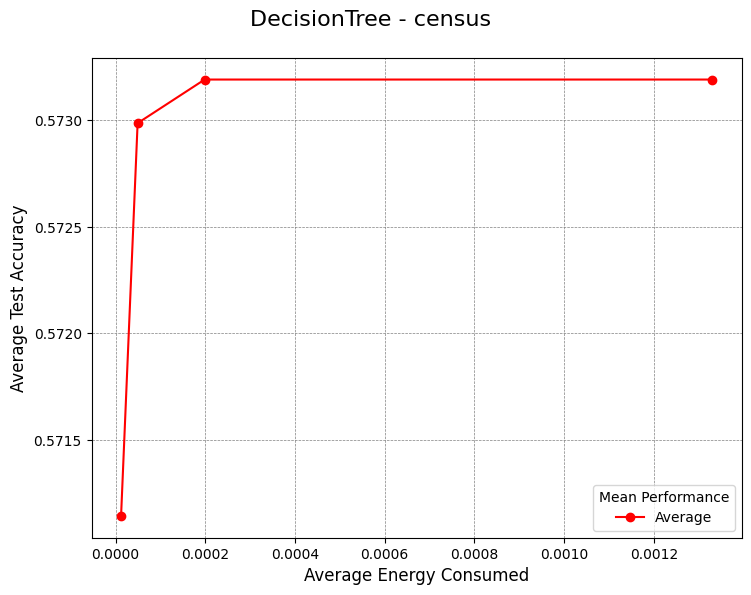 DecisionTree - census
Average Test Accuracy
0.5730
0.5725
0.5720
0.5715
Mean Performance
Average
0.0000 0.0002 0.0004 0.0006 0.0008 0.0010 0.0012
Average Energy Consumed